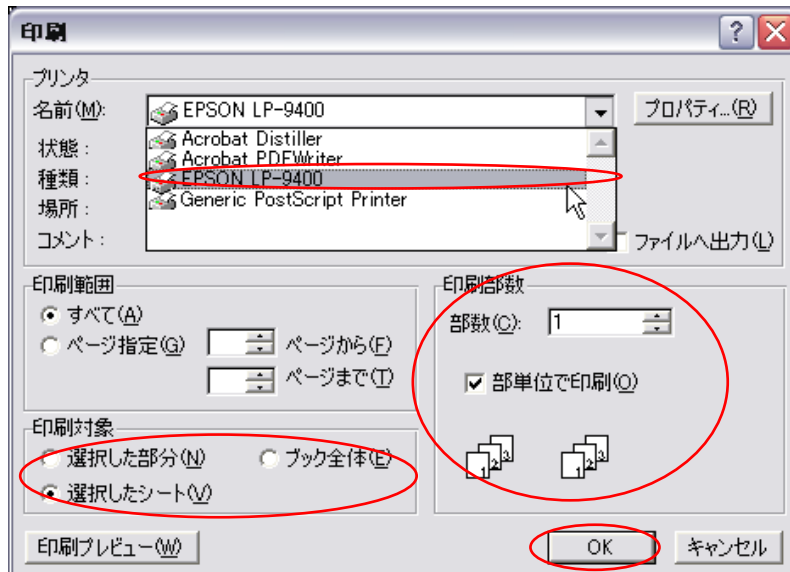 印刷
プリンタ
名前(M):
EPSON LP-9400
プロパティ...(R)
Acrobat Distiller
Acrobat PDFWriter
EPSON LP-9400
Generic PostScript Printer
状態：
種類：
場所：
コメント：
ファイルへ出力(L)
印刷範囲
すべて(A)
ページ指定(G)
ページから(F)
ページまで(T)
印刷部数
部数(C):
1
部単位で印刷(O)
1 2 3
1 2 3
印刷対象
選択した部分(N)
ブック全体(E)
選択したシート(V)
印刷プレビュー(W)
OK
キャンセル